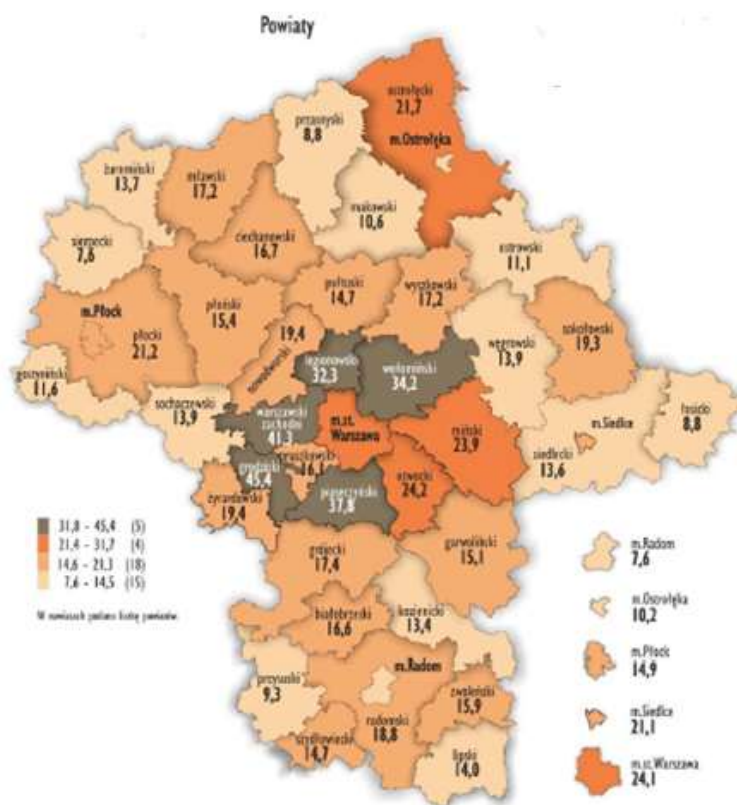 Powiaty
ostrołęcki
21,7
m.Ostrołęka
przasnyski
8,8
żuromiński
13,7
mławski
17,2
makowski
10,6
ciechanowski
16,7
sierpecki
7,6
ostrowski
11,1
pułtuski
14,7
wyszkowski
17,2
płoński
15,4
m.Płock
płocki
21,2
sokołowski
19,3
węgrowski
13,9
19,4
nowodworski
legionowski
32,3
wołomiński
34,2
gostyniński
11,6
sochaczewski
13,9
warszawski
zachodni
41,3
m.st.
Warszawa
miński
23,9
m.Siedlce
łosicki
8,8
siedlecki
13,6
pruszkowski
16,1
grodziski
45,4
otwocki
24,2
piaseczyński
37,8
żyrardowski
19,4
garwoliński
15,1
grójecki
17,4
31,8 – 45,4 (5)
21,4 – 31,7 (4)
14,6 – 21,3 (18)
7,6 – 14,5 (15)
W nawiasach podano liczbę powiatów.
białobrzeski
16,6
kozienicki
13,4
m.Radom
przysuski
9,3
zwoleński
15,9
radomski
18,8
szydłowiecki
14,7
lipski
14,0
m.Radom
7,6
m.Ostrołęka
10,2
m.Płock
14,9
m.Siedlce
21,1
m.st.Warszawa
24,1